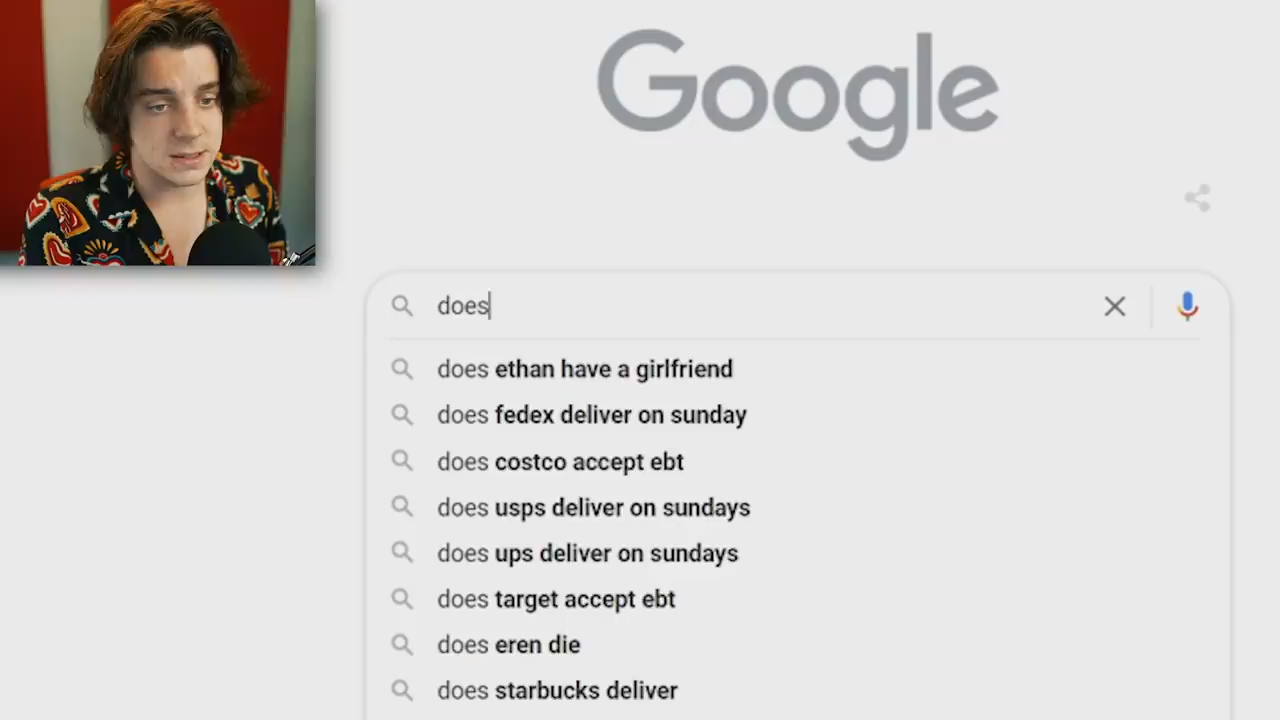 Google
does
does ethan have a girlfriend
does fedex deliver on sunday
does costco accept ebt
does usps deliver on sundays
does ups deliver on sundays
does target accept ebt
does eren die
does starbucks deliver